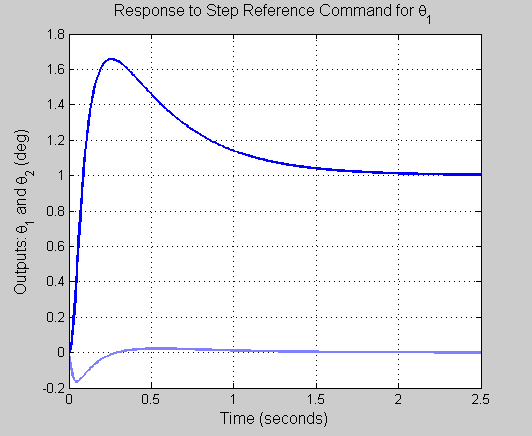 Response to Step Reference Command for θ₁
Outputs: θ₁ and θ₂ (deg)
1.8
1.6
1.4
1.2
1
0.8
0.6
0.4
0.2
0
-0.2
0 0.5 1 1.5 2 2.5
Time (seconds)